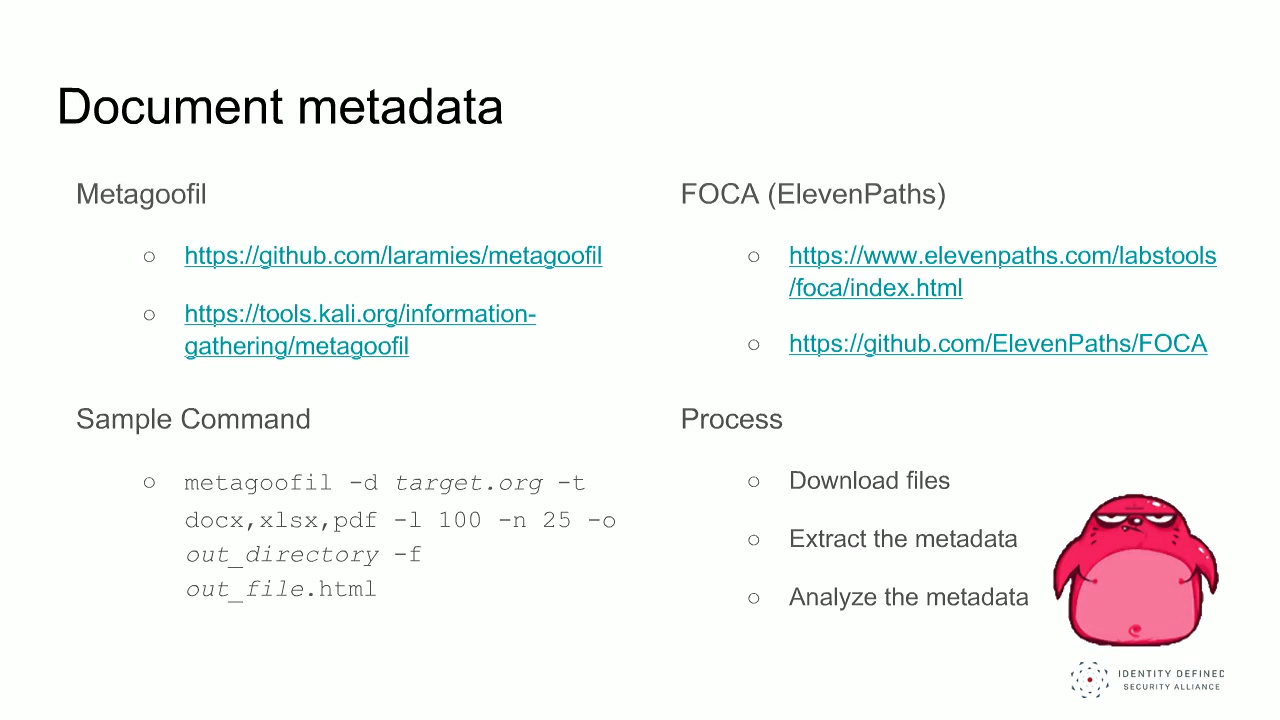 Document metadata
Metagoofil
○ https://github.com/laramies/metagoofil
○ https://tools.kali.org/information-
gathering/metagoofil
Sample Command
○ metagoofil -d target.org -t
docx,xlsx,pdf -l 100 -n 25 -o
out_directory -f
out_file.html
FOCA (ElevenPaths)
○ https://www.elevenpaths.com/labstools
/foca/index.html
○ https://github.com/ElevenPaths/FOCA
Process
○ Download files
○ Extract the metadata
○ Analyze the metadata
IDENTITY DEFINED
SECURITY ALLIANCE